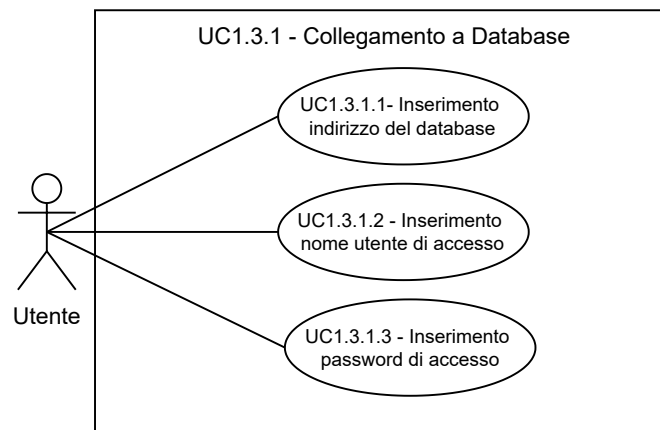 UC1.3.1 - Collegamento a Database
UC1.3.1.1- Inserimento
indirizzo del database
UC1.3.1.2 - Inserimento
nome utente di accesso
Utente
UC1.3.1.3 - Inserimento
password di accesso